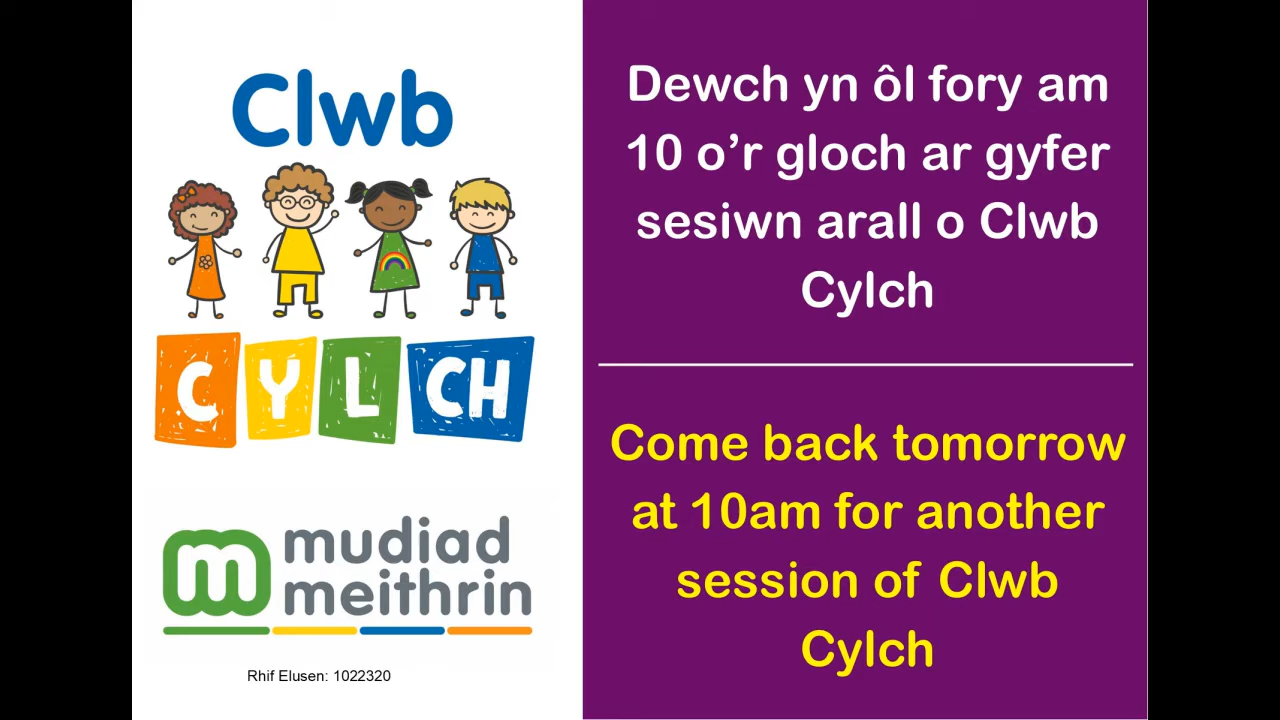 Clwb
CYLCH
mudiad
meithrin
Rhif Elusen: 1022320
Dewch yn ôl fory am
10 o’r gloch ar gyfer
sesiwn arall o Clwb
Cylch
Come back tomorrow
at 10am for another
session of Clwb
Cylch